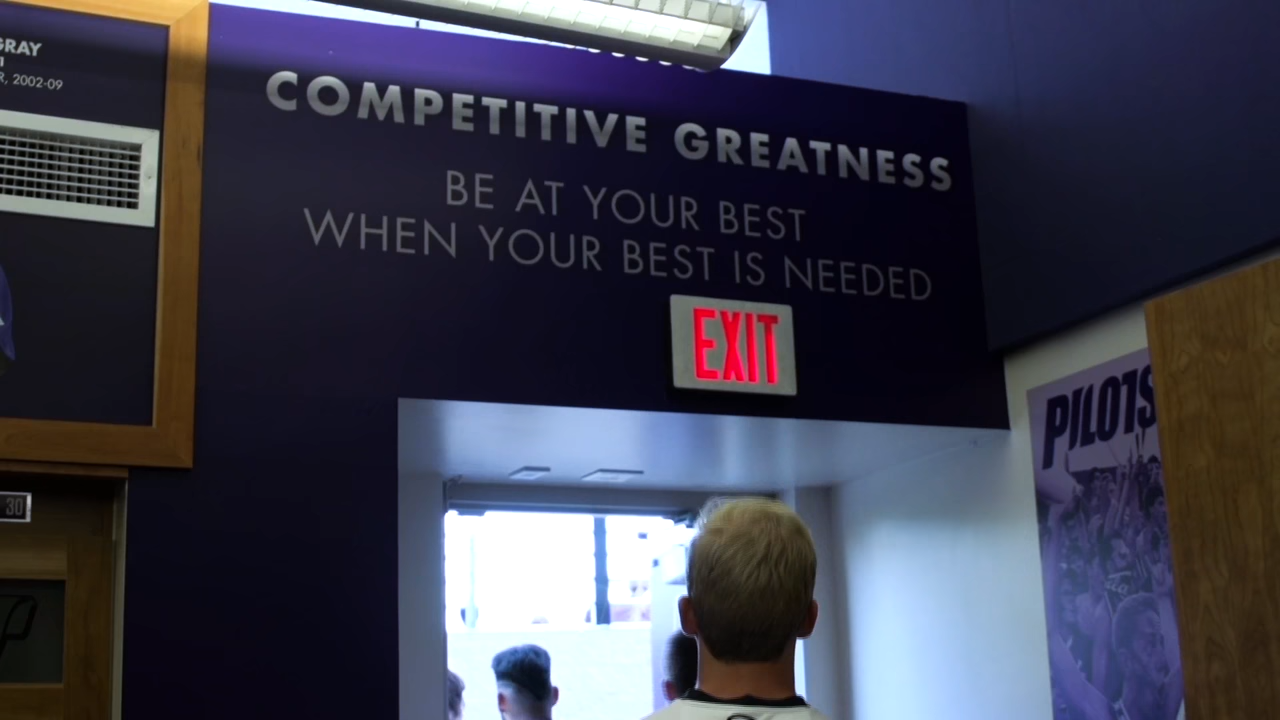 GRAY
2002-09
COMPETITIVE GREATNESS
BE AT YOUR BEST
WHEN YOUR BEST IS NEEDED
EXIT
PILOTS
30